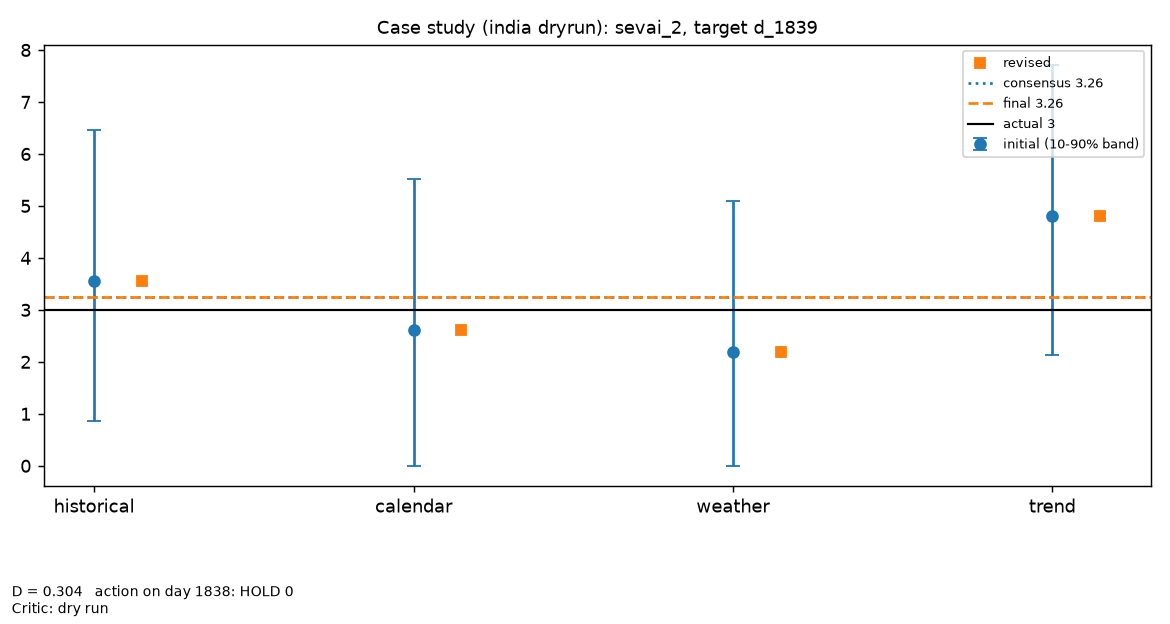 Case study (india dryrun): sevai_2, target d_1839
8
7
6
5
4
3
2
1
0
revised
consensus 3.26
final 3.26
actual 3
initial (10-90% band)
historical calendar weather trend
D = 0.304 action on day 1838: HOLD 0
Critic: dry run